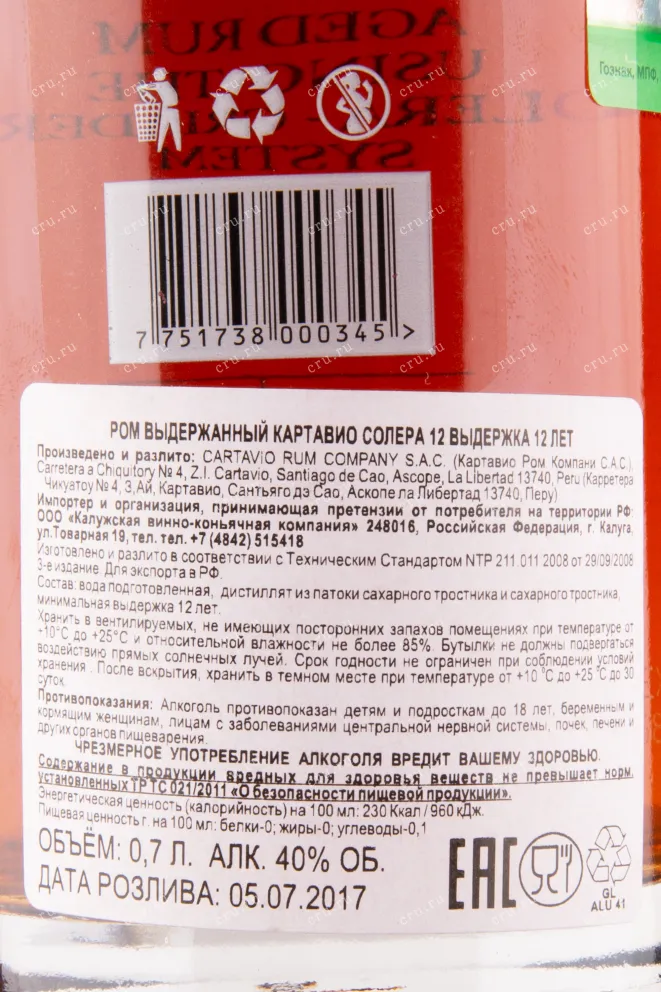 AGED RUM
USING THE
SOLERA BLENDER
SYSTEM
Гознак, МПФ,
7 751738 000345 >
РОМ ВЫДЕРЖАННЫЙ КАРТАВИО СОЛЕРА 12 ВЫДЕРЖКА 12 ЛЕТ
Произведено и разлито: CARTAViO RUM COMPANY S.A.C. (Картавио Ром Компани С.А.С.),
Carretera a Chiquitory № 4, Z.I. Cartavio, Santiago de Cao, Ascope, La Libertad 13740, Peru (Карретера
Чикуатоу № 4, З,Ай, Картавио, Сантьяго дэ Сао, Аскопе ла Либертад 13740, Перу)
Импортер и организация, принимающая претензии от потребителя на территории РФ:
ООО «Калужская винно-коньячная компания» 248016, Российская Федерация, г. Калуга,
ул.Товарная 19, тел. тел. +7 (4842) 515418
Изготовлено и разлито в соответствии с Техническим Стандартом NTP 211 011 2008 от 29/09/2008
3-е издание. Для экспорта в РФ.
Состав: вода подготовленная, дистиллят из патоки сахарного тростника и сахарного тростника,
минимальная выдержка 12 лет.
Хранить в вентилируемых, не имеющих посторонних запахов помещениях при температуре от
+10°С до +25°С и относительной влажности не более 85%. Бутылки не должны подвергаться
воздействию прямых солнечных лучей. Срок годности не ограничен при соблюдении условий
хранения . После вскрытия, хранить в темном месте при температуре от +10 °С до +25 °С до 30
суток.
Противопоказания: Алкоголь противопоказан детям и подросткам до 18 лет, беременным и
кормящим женщинам, лицам с заболеваниями центральной нервной системы, почек, печени и
других органов пищеварения.
ЧРЕЗМЕРНОЕ УПОТРЕБЛЕНИЕ АЛКОГОЛЯ ВРЕДИТ ВАШЕМУ ЗДОРОВЬЮ.
Содержание в продукции вредных для здоровья веществ не превышает норм,
установленных ТР ТС 021/2011 «О безопасности пищевой продукции».
Энергетическая ценность (калорийность) на 100 мл: 230 Ккал / 960 кДж.
Пищевая ценность г. на 100 мл: белки-0; жиры-0; углеводы-0,1
ОБЪЁМ: 0,7 Л. АЛК. 40% ОБ.
ДАТА РОЗЛИВА: 05.07.2017
EAC
GL
ALU 41
cru.ru